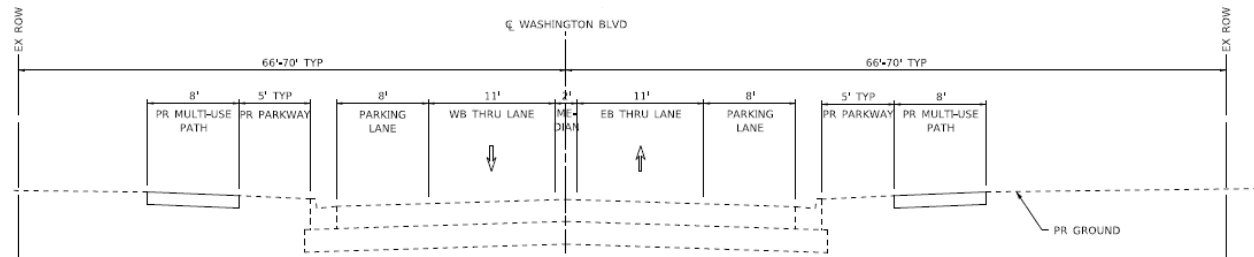 ℄ WASHINGTON BLVD
EX ROW
EX ROW
66'-70' TYP
66'-70' TYP
8'
5' TYP
8'
11'
2'
11'
8'
5' TYP
8'
PR MULTI-USE
PATH
PR PARKWAY
PARKING
LANE
WB THRU LANE
ME-
DIAN
EB THRU LANE
PARKING
LANE
PR PARKWAY
PR MULTI-USE
PATH
PR GROUND